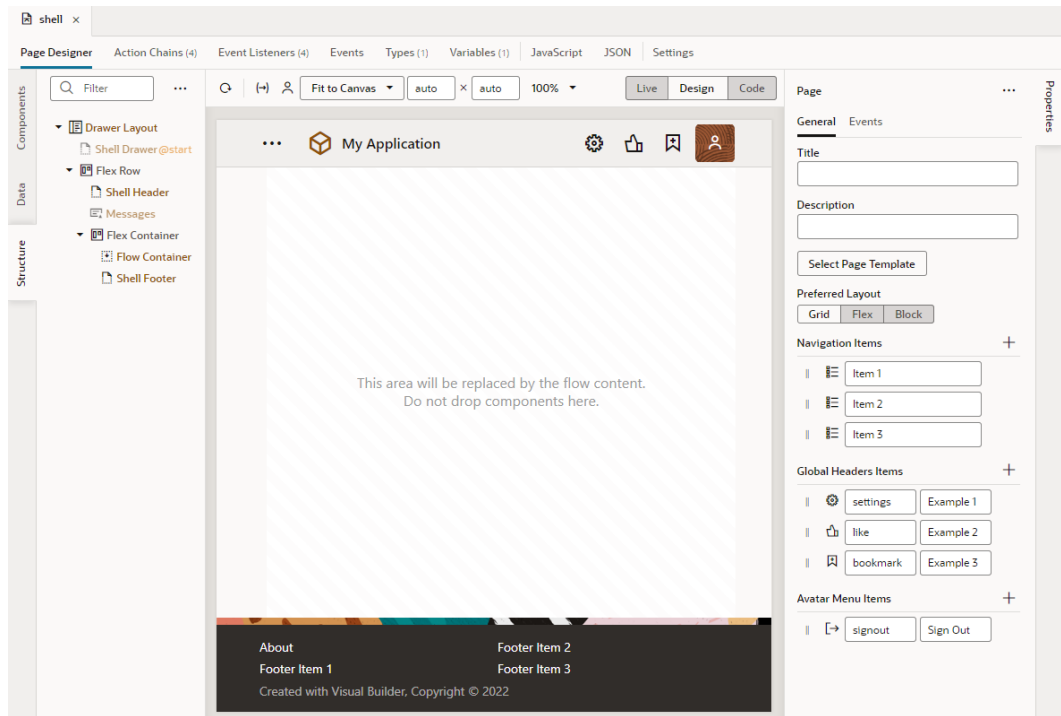 shell ×
Page Designer Action Chains (4) Event Listeners (4) Events Types (1) Variables (1) JavaScript JSON Settings
Components
Data
Structure
Filter ...
Drawer Layout
Shell Drawer @start
Flex Row
Shell Header
Messages
Flex Container
Flow Container
Shell Footer
Fit to Canvas auto × auto 100% Live Design Code
... My Application
This area will be replaced by the flow content.
Do not drop components here.
About Footer Item 2
Footer Item 1 Footer Item 3
Created with Visual Builder, Copyright © 2022
Page ...
General Events
Title
Description
Select Page Template
Preferred Layout
Grid Flex Block
Navigation Items +
Item 1
Item 2
Item 3
Global Headers Items +
settings Example 1
like Example 2
bookmark Example 3
Avatar Menu Items +
signout Sign Out
Properties